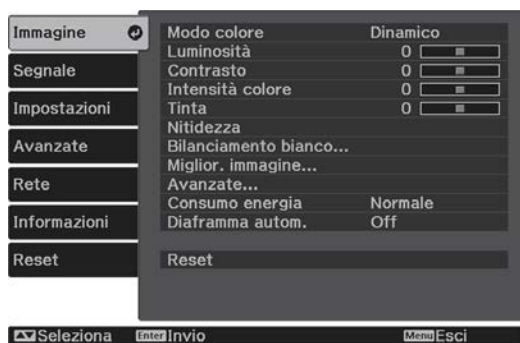 Immagine
Segnale
Impostazioni
Avanzate
Rete
Informazioni
Reset
Modo colore Dinamico
Luminosità 0
Contrasto 0
Intensità colore 0
Tinta 0
Nitidezza
Bilanciamento bianco...
Miglior. immagine...
Avanzate...
Consumo energia Normale
Diaframma autom. Off
Reset
Seleziona Enter Invio Menu Esci